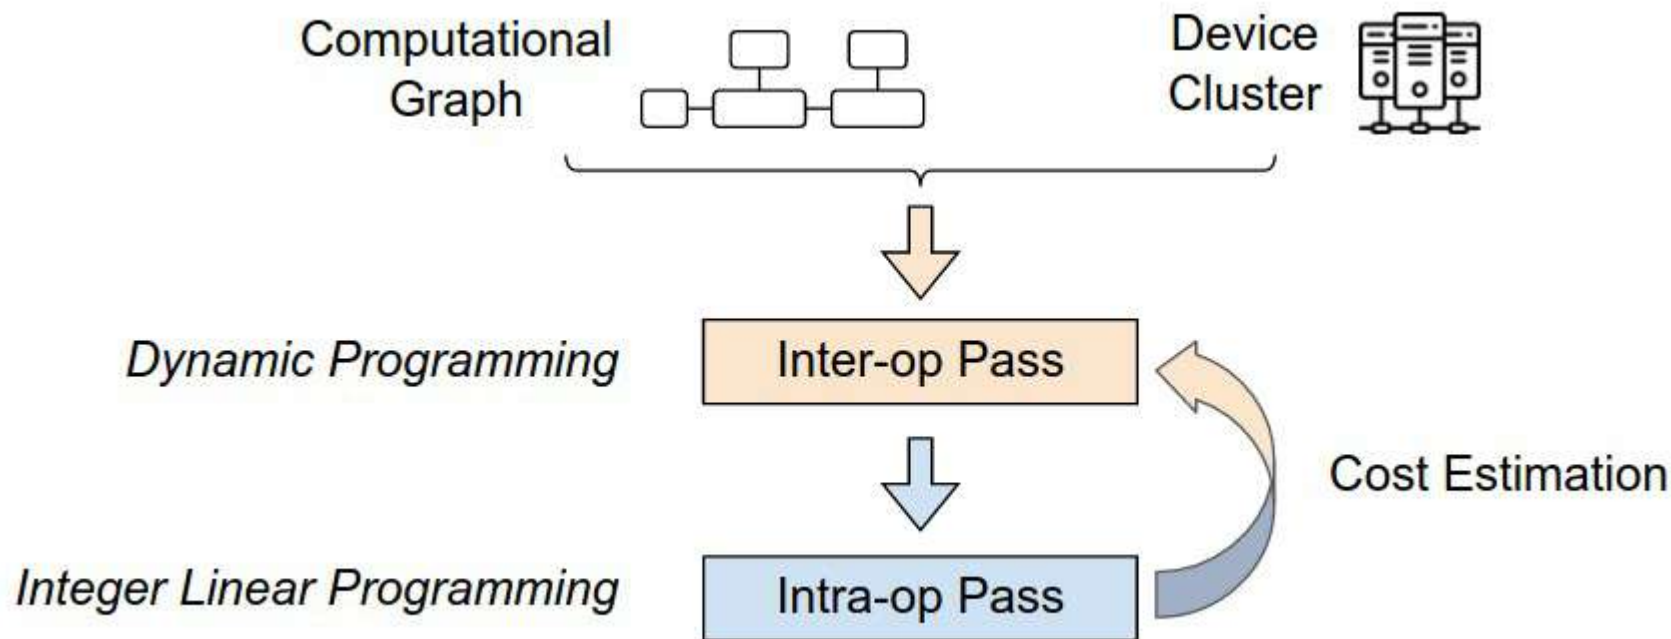 Computational
Graph
Device
Cluster
Dynamic Programming
Inter-op Pass
Cost Estimation
Integer Linear Programming
Intra-op Pass